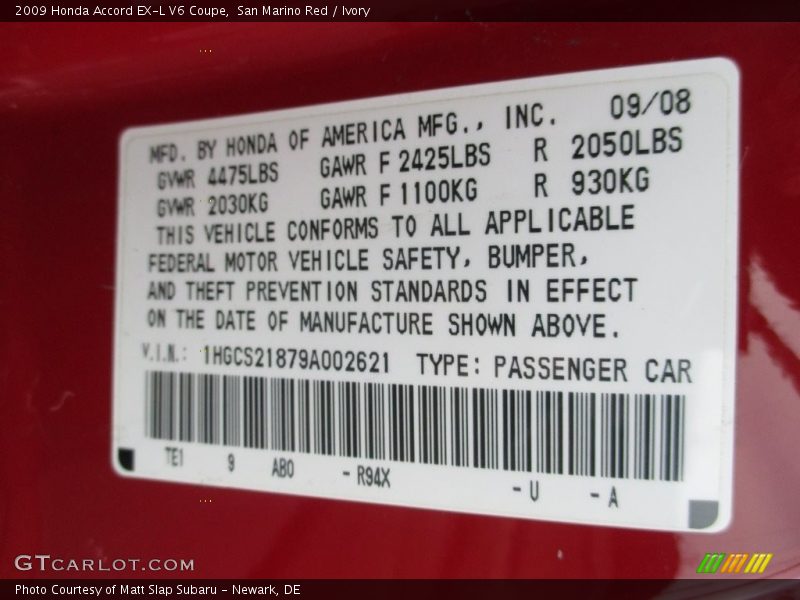 2009 Honda Accord EX-L V6 Coupe,  San Marino Red / Ivory
MFD. BY HONDA OF AMERICA MFG., INC. 09/08
GVWR 4475LBS GAWR F 2425LBS R 2050LBS
GVWR 2030KG GAWR F 1100KG R 930KG
THIS VEHICLE CONFORMS TO ALL APPLICABLE
FEDERAL MOTOR VEHICLE SAFETY, BUMPER,
AND THEFT PREVENTION STANDARDS IN EFFECT
ON THE DATE OF MANUFACTURE SHOWN ABOVE.
V.I.N.: 1HGCS21879A002621 TYPE: PASSENGER CAR
TE1 9 AB0 - R94X - U - A
GTCARLOT.COM
Photo Courtesy of Matt Slap Subaru - Newark, DE